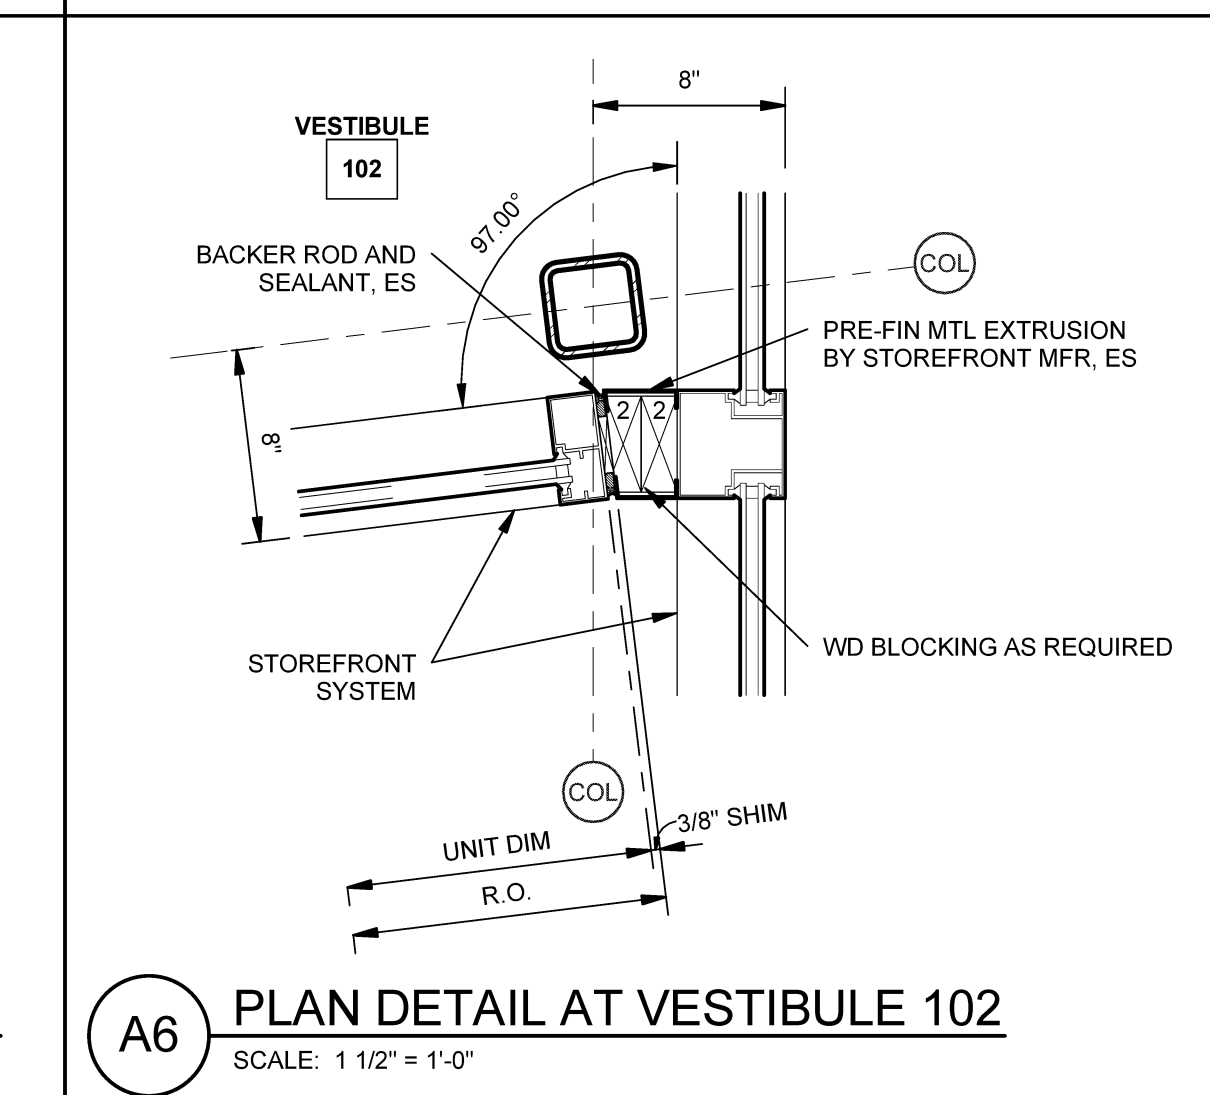 8"
VESTIBULE
102
97.00°
BACKER ROD AND
SEALANT, ES
COL
PRE-FIN MTL EXTRUSION
BY STOREFRONT MFR, ES
8"
2 2
STOREFRONT
SYSTEM
WD BLOCKING AS REQUIRED
COL
3/8" SHIM
UNIT DIM
R.O.
A6
PLAN DETAIL AT VESTIBULE 102
SCALE: 1 1/2" = 1'-0"